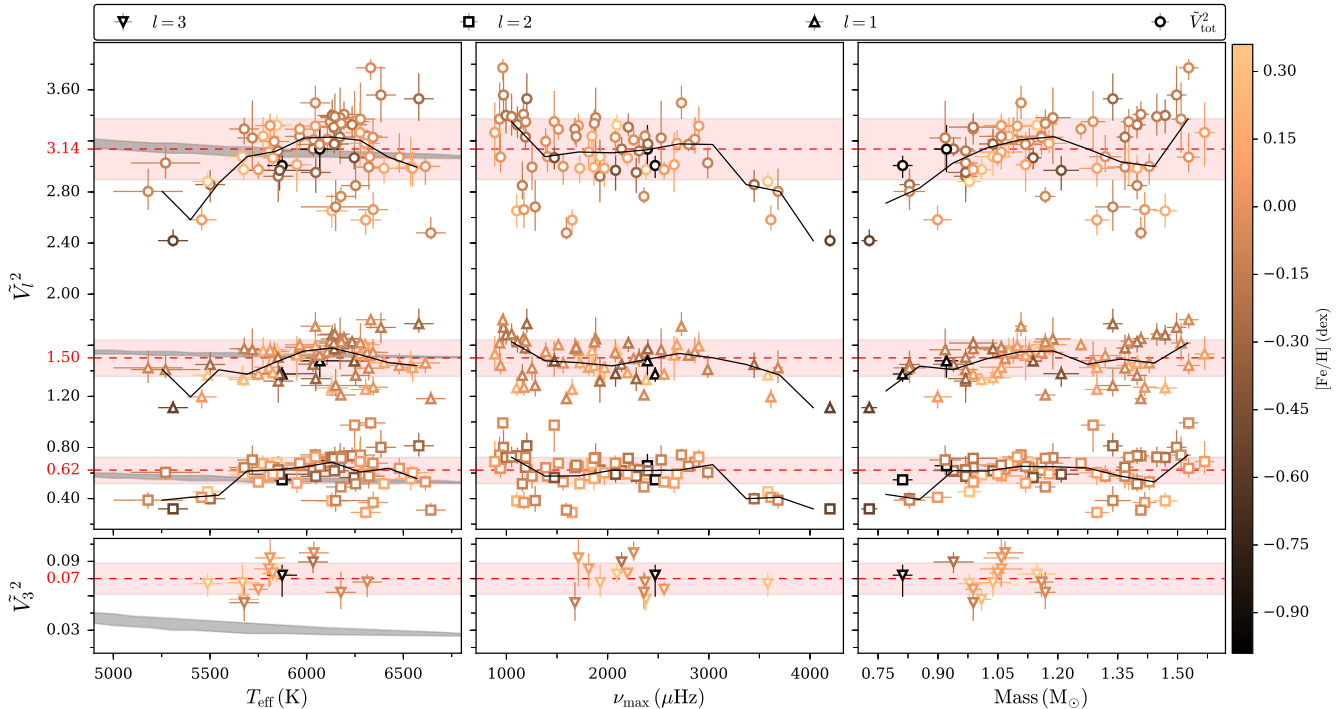 l = 3 l = 2 l = 1 Ṽ²tot
3.60
3.14
2.80
2.40
2.00
1.50
1.20
0.80
0.62
0.40
Ṽl²
0.09
0.07
0.03
Ṽ3²
5000 5500 6000 6500
Teff (K)
1000 2000 3000 4000
νmax (μHz)
0.75 0.90 1.05 1.20 1.35 1.50
Mass (M⊙)
0.30
0.15
0.00
−0.15
−0.30
−0.45
−0.60
−0.75
−0.90
[Fe/H] (dex)